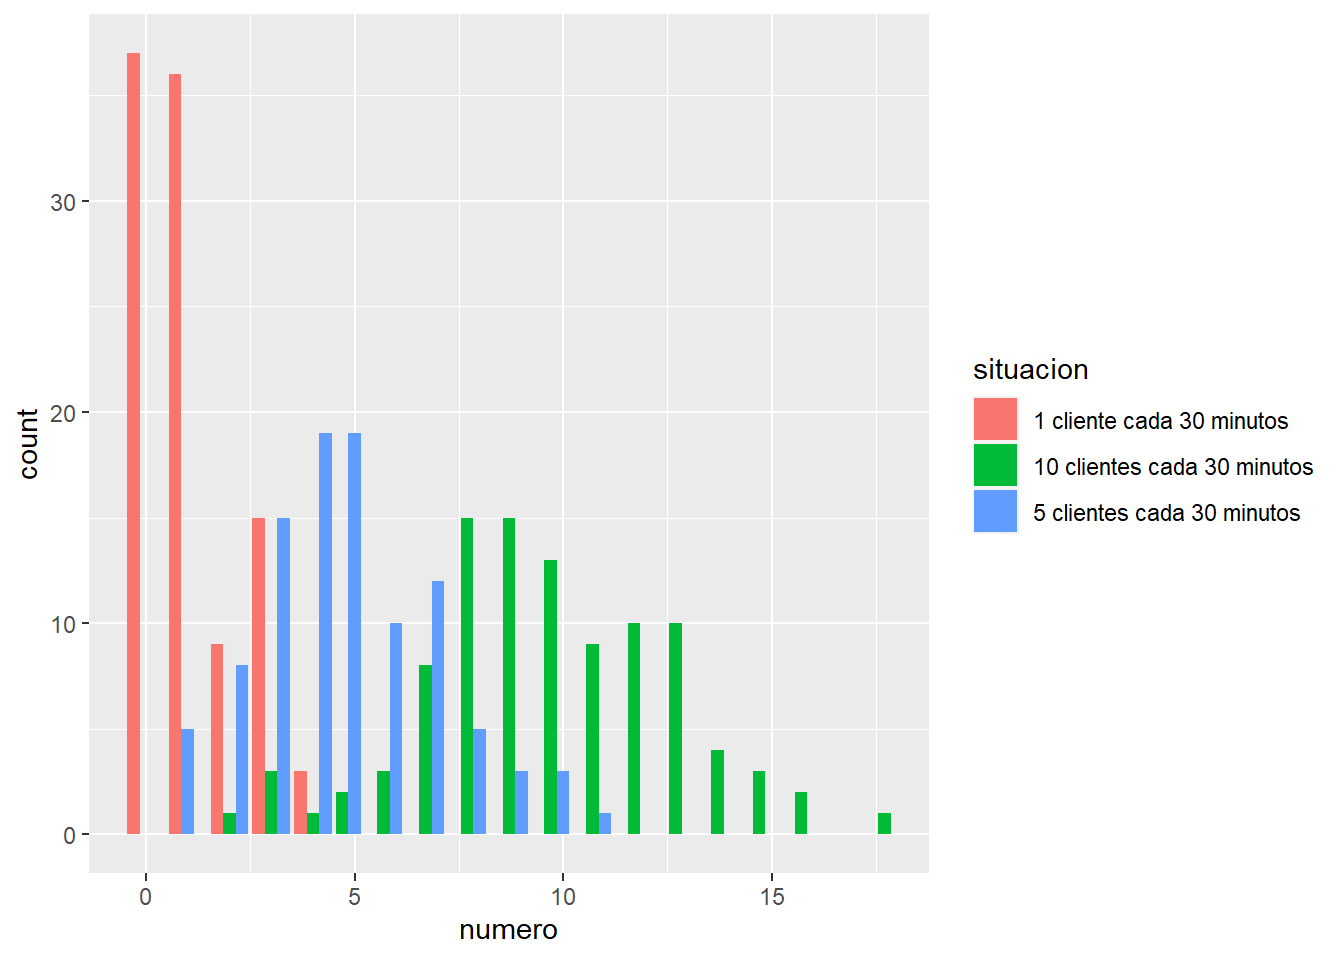 30
20
10
0
count
0 5 10 15
numero
situacion
1 cliente cada 30 minutos
10 clientes cada 30 minutos
5 clientes cada 30 minutos